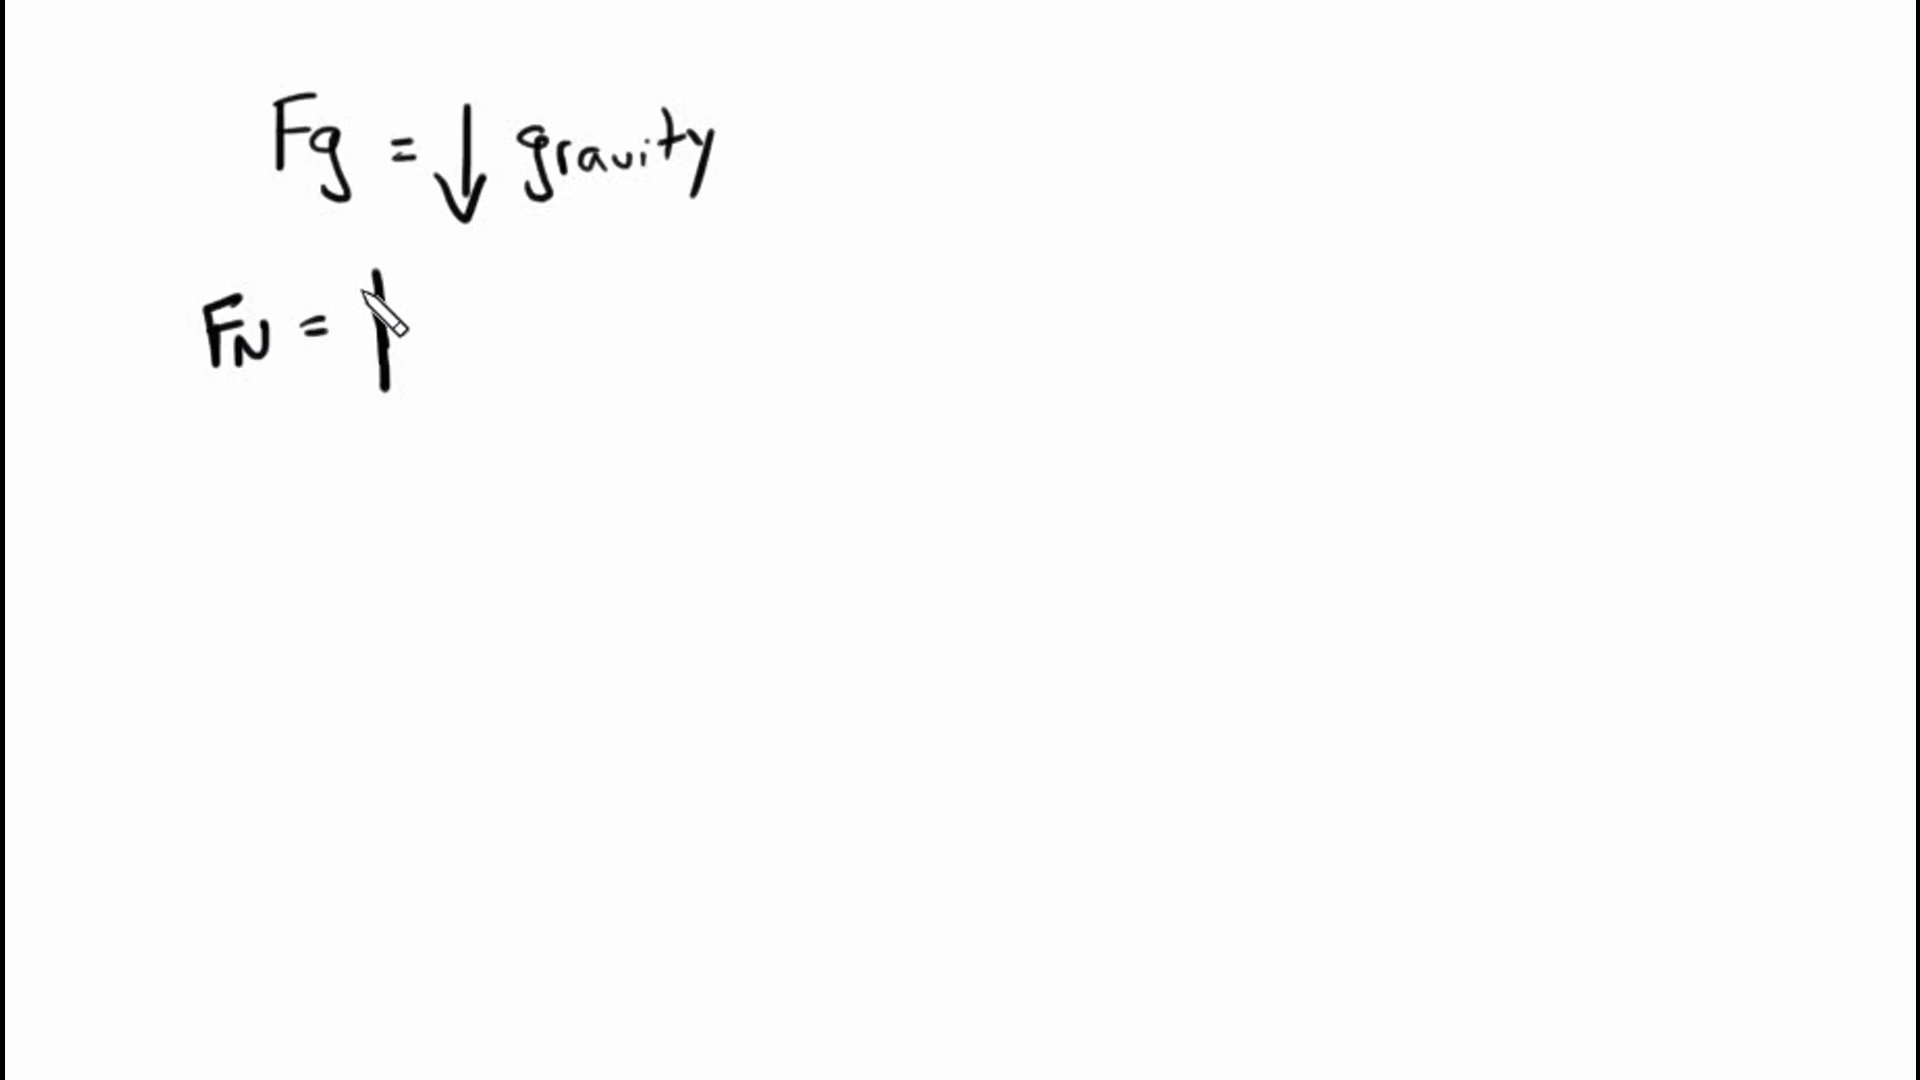 Fg = ↓ gravity
FN =